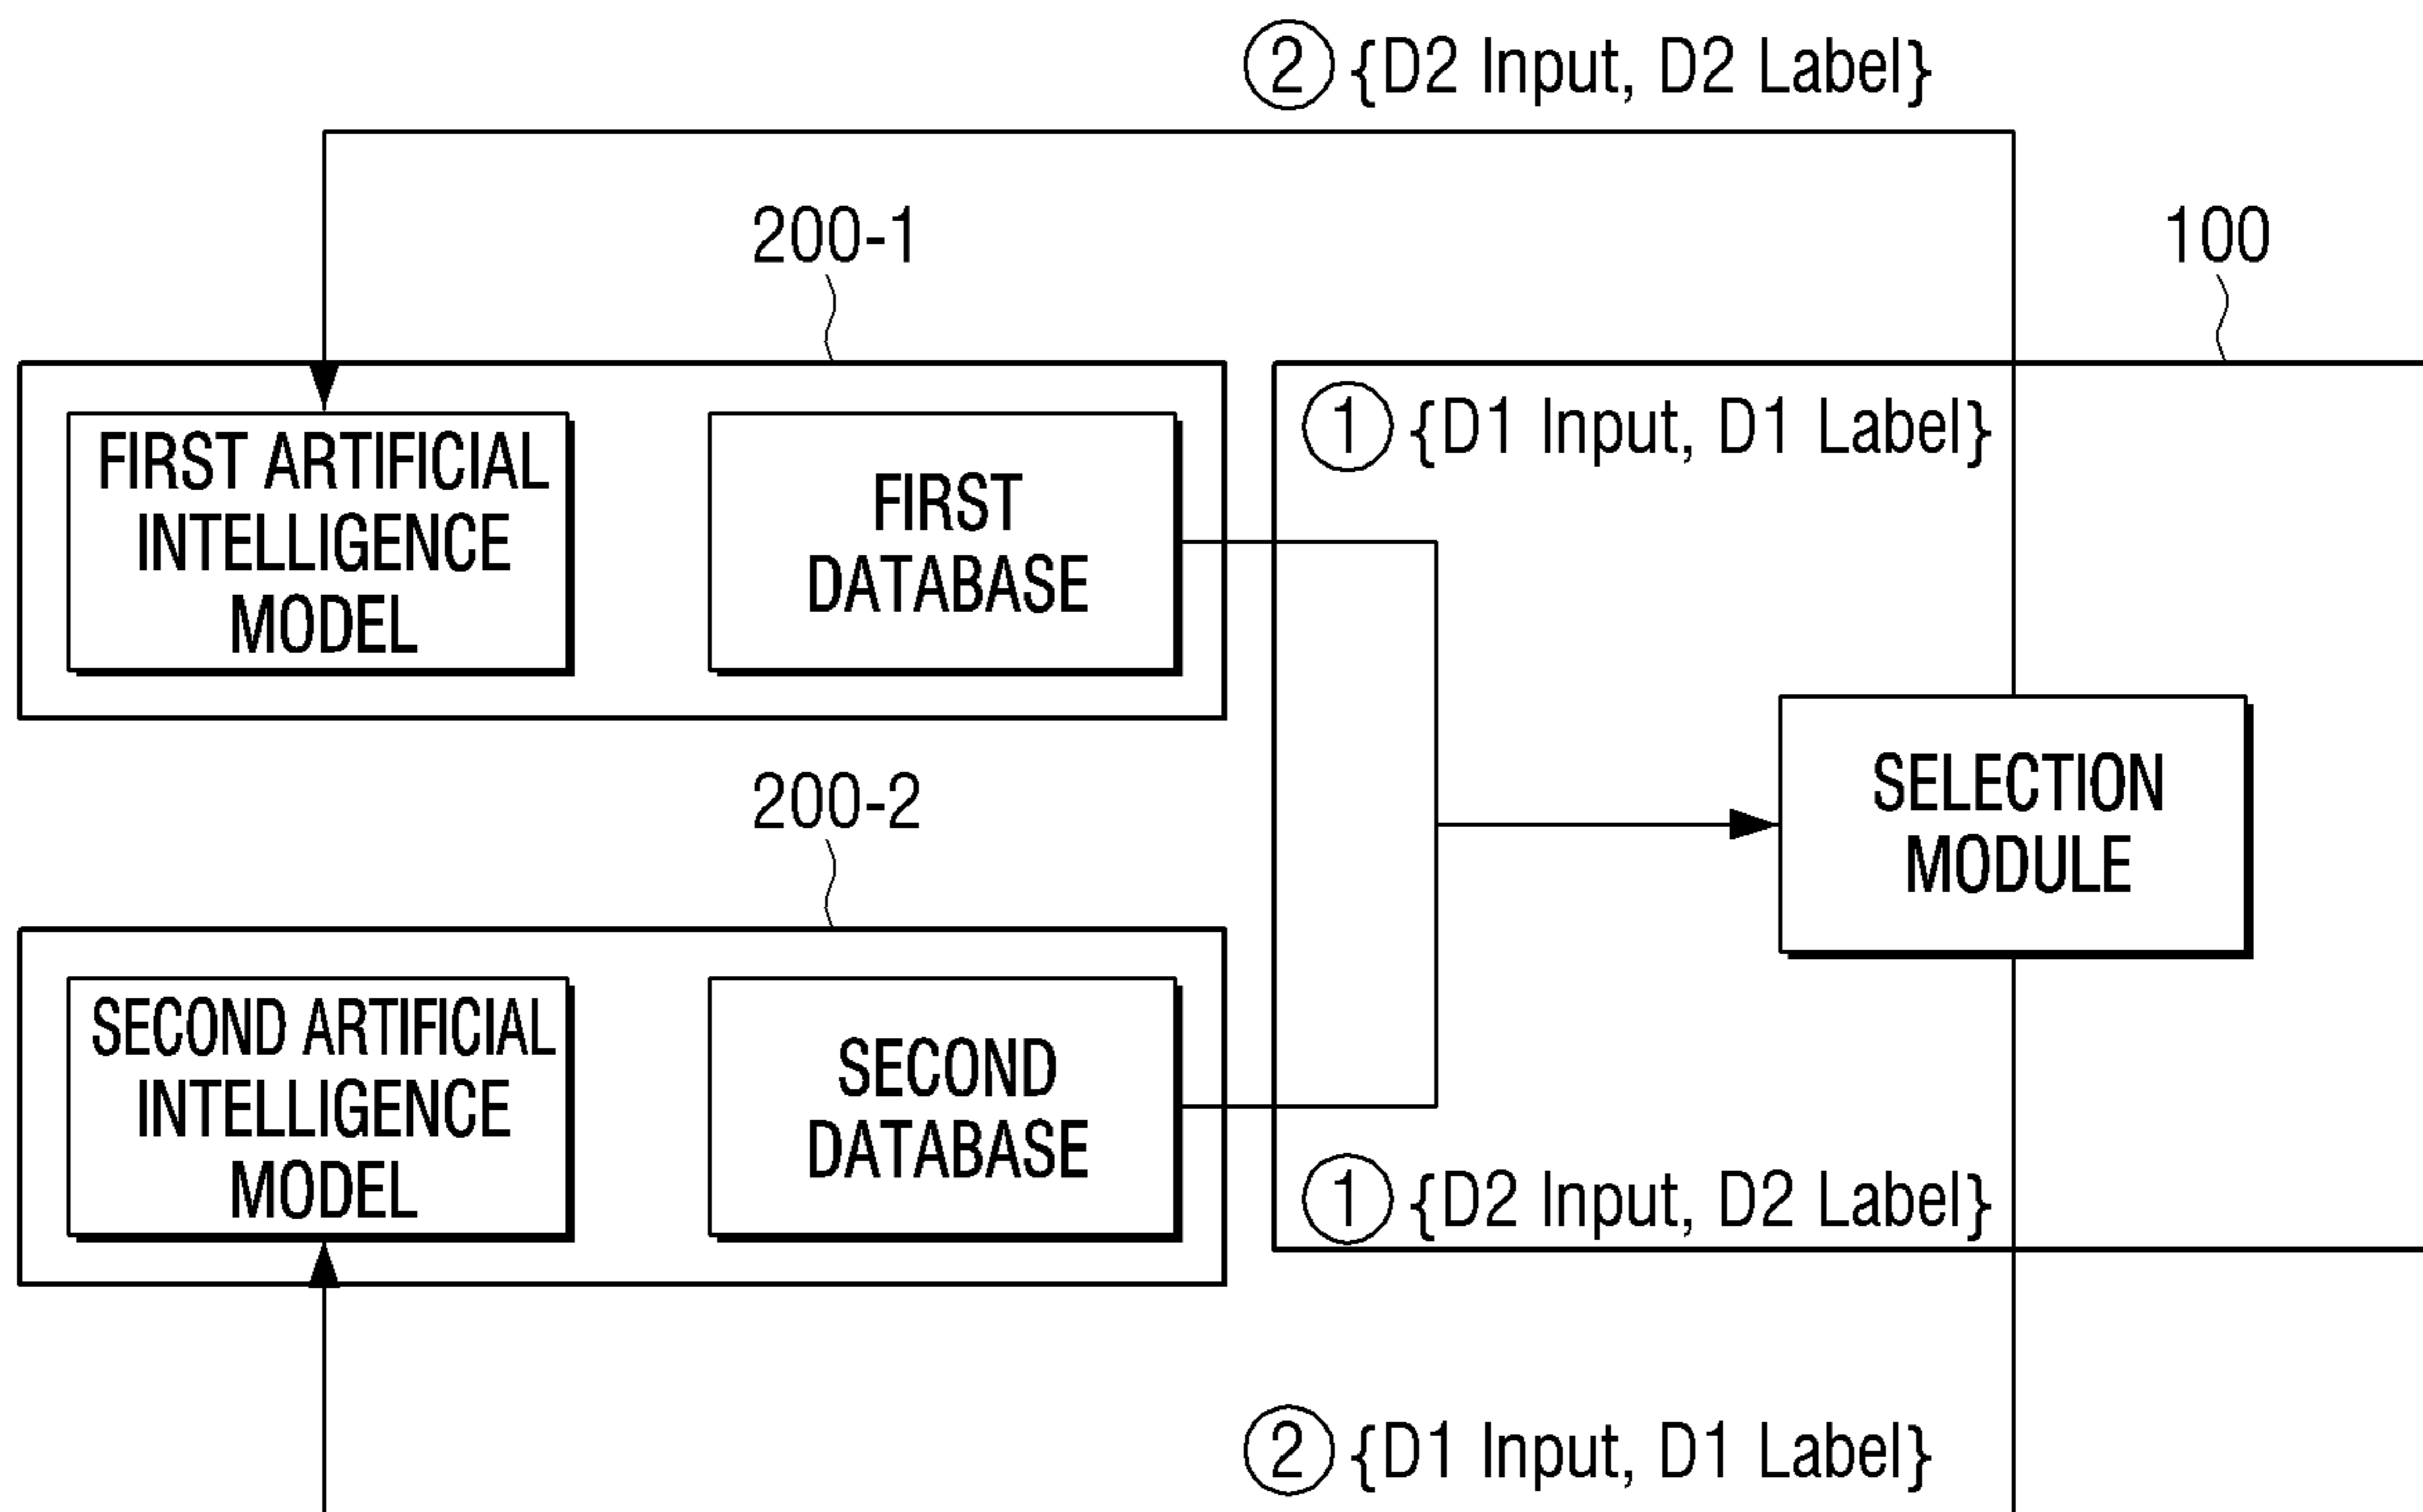 ② {D2 Input, D2 Label}
200-1
100
① {D1 Input, D1 Label}
FIRST ARTIFICIAL
INTELLIGENCE
MODEL
FIRST
DATABASE
SELECTION
MODULE
200-2
SECOND ARTIFICIAL
INTELLIGENCE
MODEL
SECOND
DATABASE
① {D2 Input, D2 Label}
② {D1 Input, D1 Label}